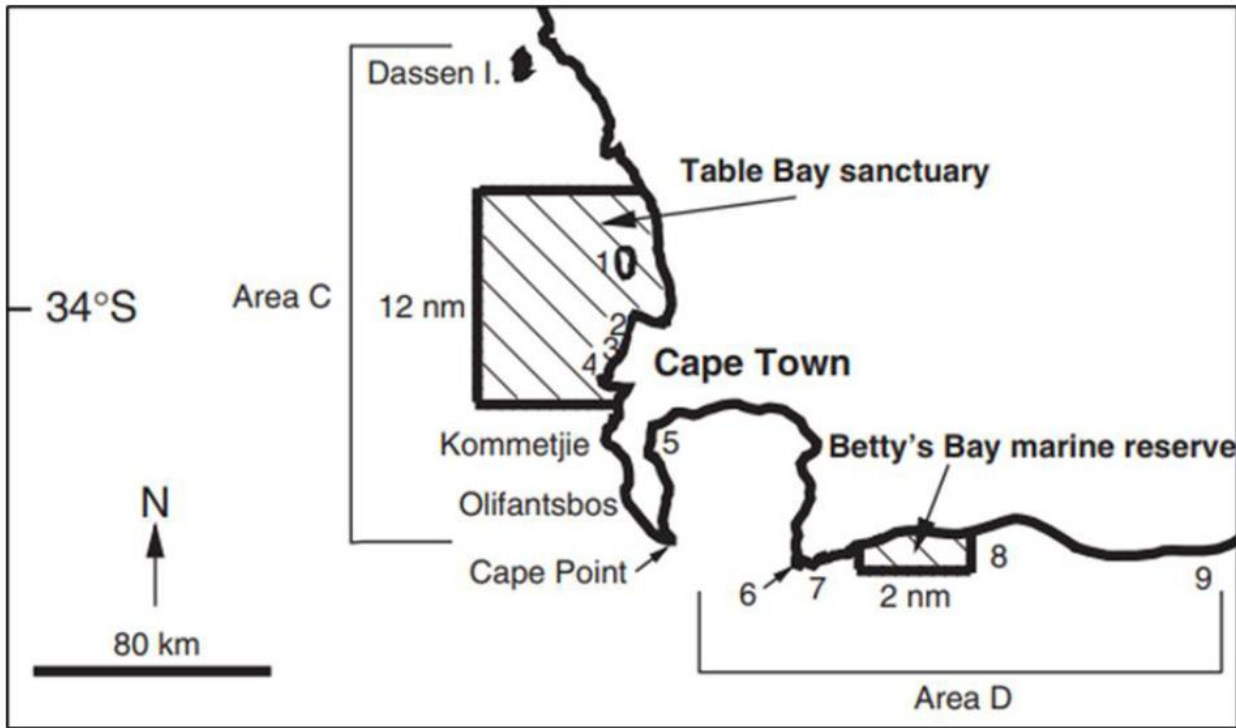 Dassen I.
Table Bay sanctuary
1
Area C
12 nm
34°S
2
3
4
Cape Town
Kommetjie
5
Betty's Bay marine reserve
N
Olifantsbos
Cape Point
6
7
2 nm
8
9
80 km
Area D